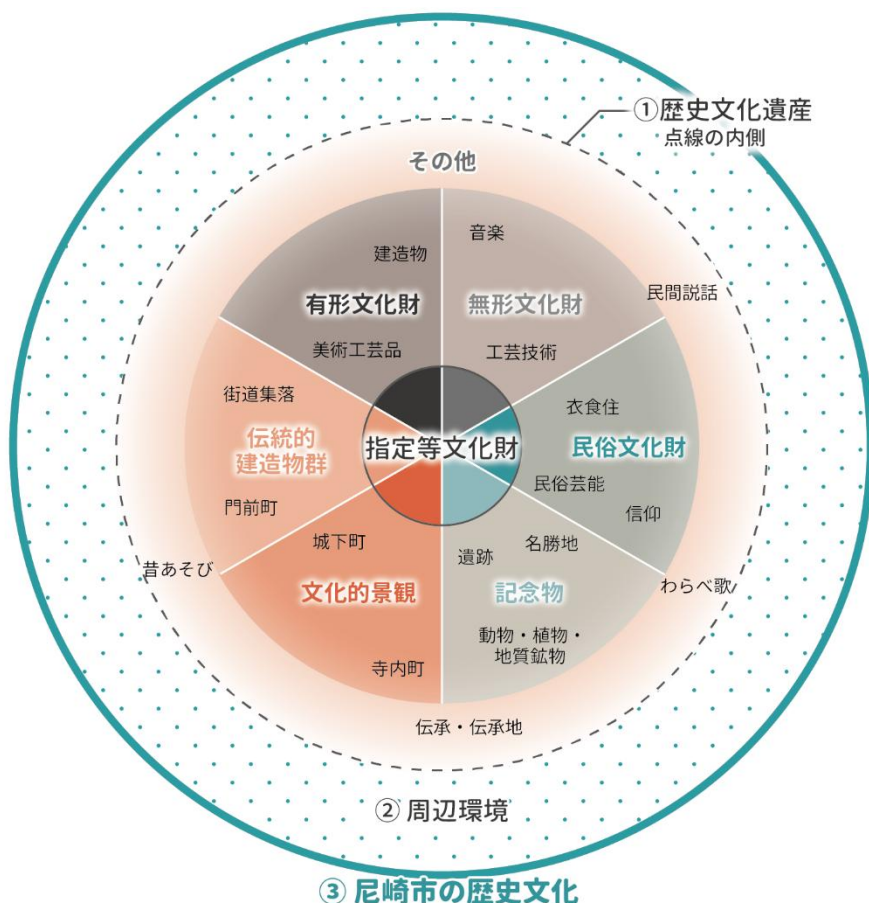 ①歴史文化遺産
点線の内側
その他
音楽
建造物
民間説話
有形文化財
無形文化財
美術工芸品
工芸技術
街道集落
衣食住
伝統的
建造物群
指定等文化財
民俗文化財
民俗芸能
門前町
信仰
城下町
名勝地
遺跡
昔あそび
わらべ歌
文化的景観
記念物
動物・植物・
地質鉱物
寺内町
伝承・伝承地
②周辺環境
③ 尼崎市の歴史文化